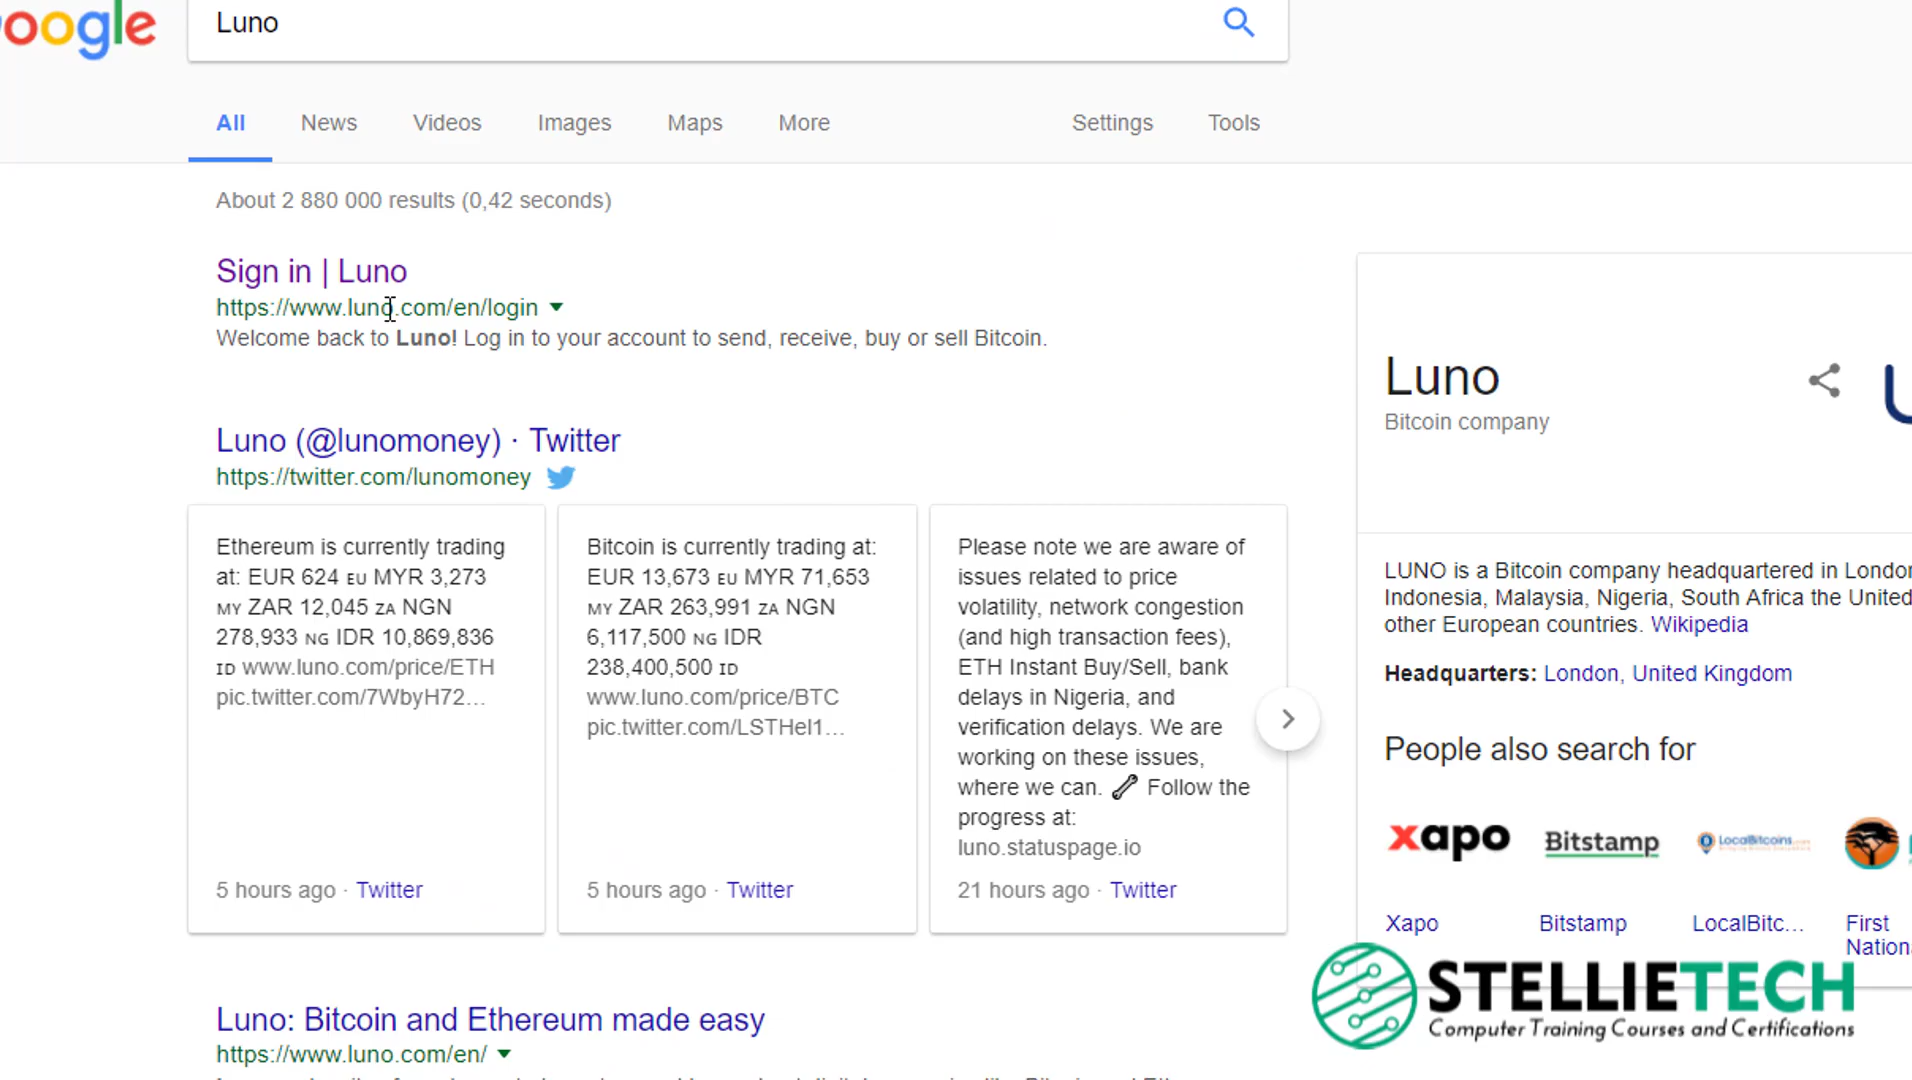 oogle
Luno
All News Videos Images Maps More Settings Tools
About 2 880 000 results (0,42 seconds)
Sign in | Luno
https://www.luno.com/en/login
Welcome back to Luno! Log in to your account to send, receive, buy or sell Bitcoin.
Luno (@lunomoney) · Twitter
https://twitter.com/lunomoney
Ethereum is currently trading
at: EUR 624 EU MYR 3,273
MY ZAR 12,045 ZA NGN
278,933 NG IDR 10,869,836
ID www.luno.com/price/ETH
pic.twitter.com/7WbyH72...
5 hours ago · Twitter
Bitcoin is currently trading at:
EUR 13,673 EU MYR 71,653
MY ZAR 263,991 ZA NGN
6,117,500 NG IDR
238,400,500 ID
www.luno.com/price/BTC
pic.twitter.com/LSTHeI1...
5 hours ago · Twitter
Please note we are aware of
issues related to price
volatility, network congestion
(and high transaction fees),
ETH Instant Buy/Sell, bank
delays in Nigeria, and
verification delays. We are
working on these issues,
where we can. 🔧 Follow the
progress at:
luno.statuspage.io
21 hours ago · Twitter
Luno: Bitcoin and Ethereum made easy
https://www.luno.com/en/
Luno
Bitcoin company
LUNO is a Bitcoin company headquartered in London
Indonesia, Malaysia, Nigeria, South Africa the United
other European countries. Wikipedia
Headquarters: London, United Kingdom
People also search for
xapo Bitstamp LocalBitcoins.com
Xapo Bitstamp LocalBitc... First
Nation
STELLIETECH
Computer Training Courses and Certifications